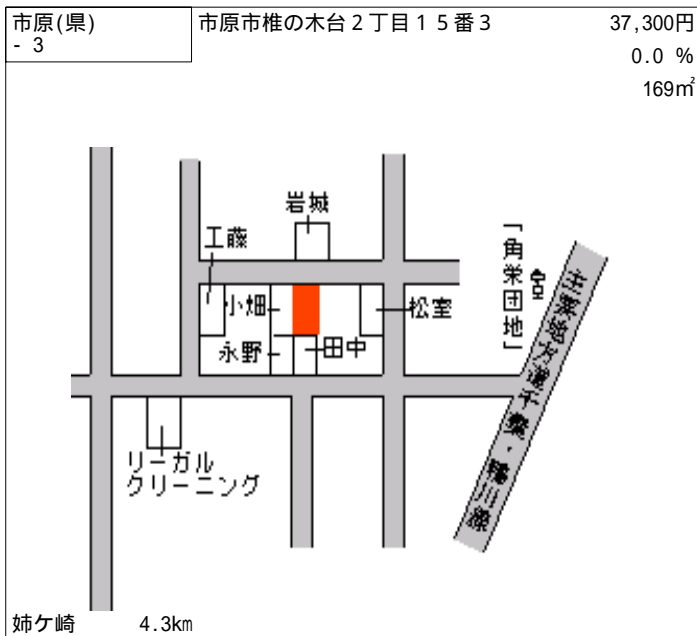 市原(県)
- 3
市原市椎の木台２丁目１５番３
37,300円
0.0 %
169㎡
岩城
工藤
「角栄団地」
小畑
松室
永野
田中
主要地方道千葉・鴨川線
リーガル
クリーニング
姉ケ崎 4.3km